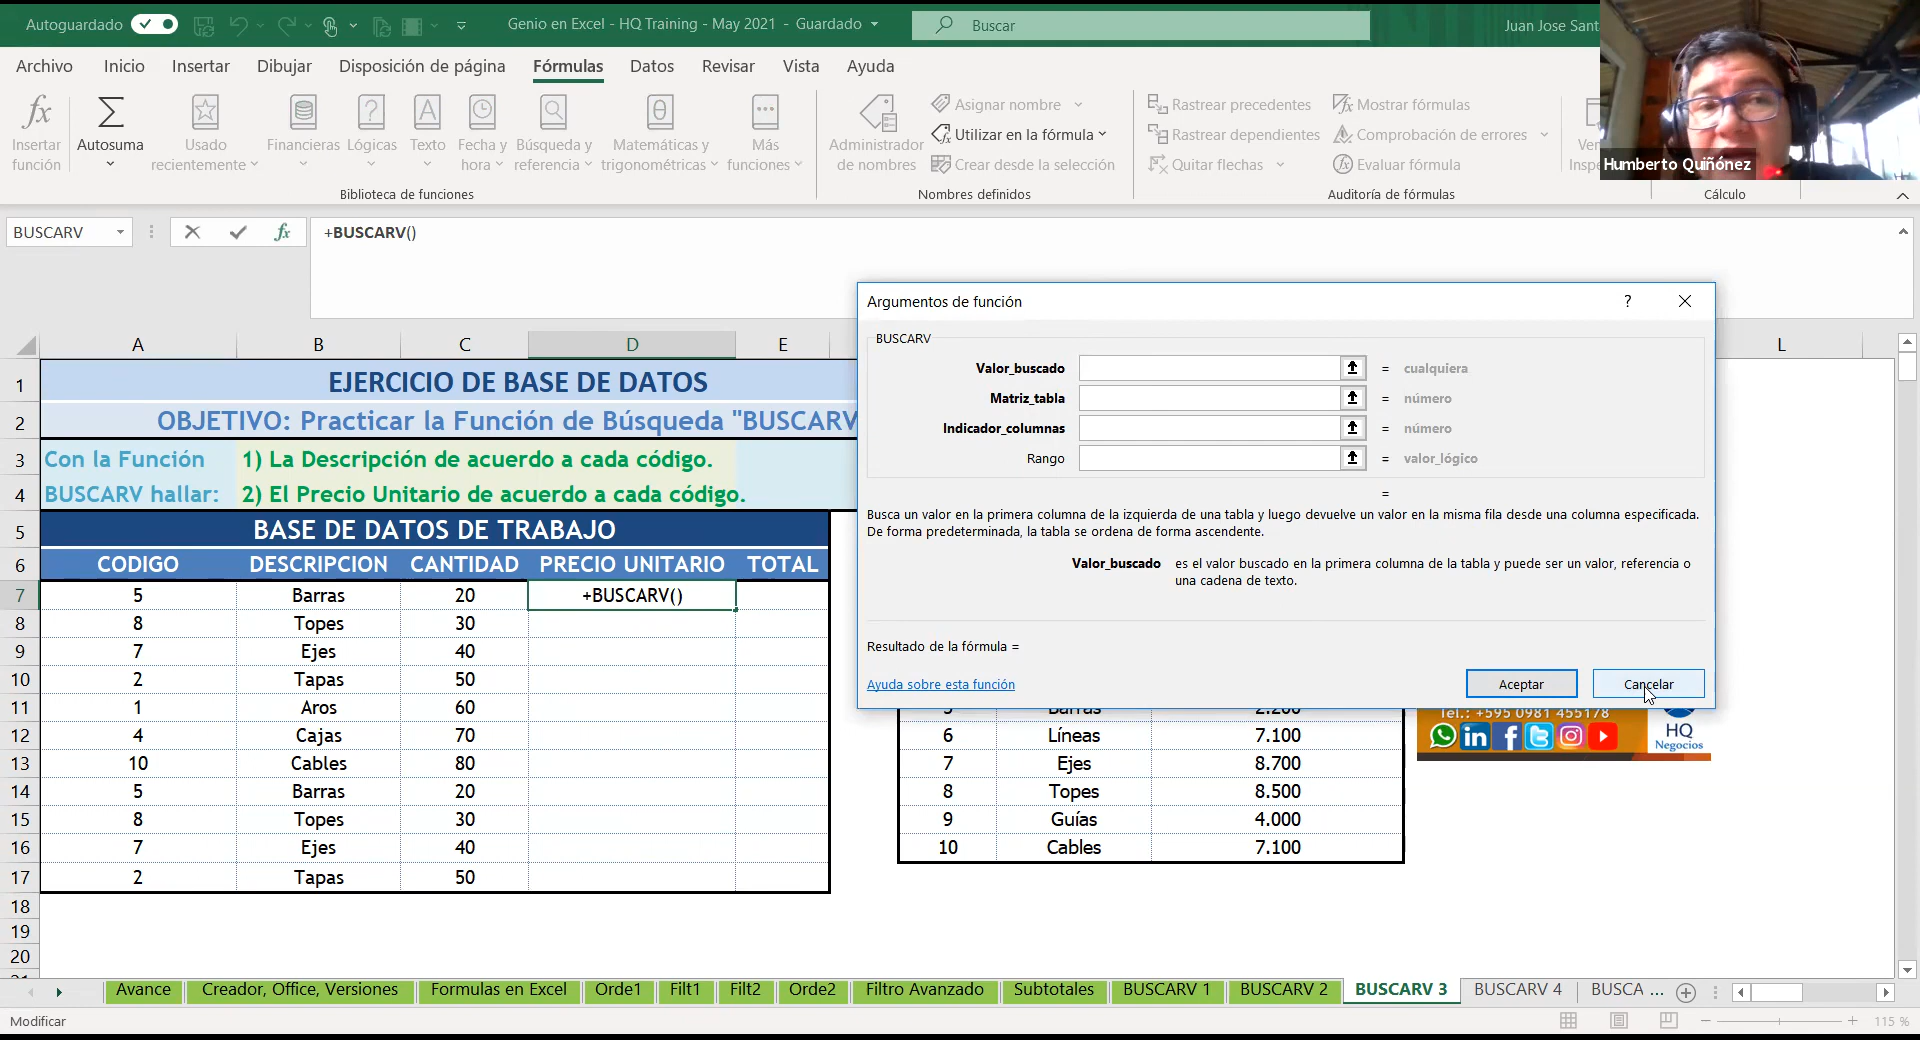 Autoguardado
Genio en Excel - HQ Training - May 2021 - Guardado
Buscar
Juan Jose Sant
Archivo Inicio Insertar Dibujar Disposición de página Fórmulas Datos Revisar Vista Ayuda
Insertar función
Autosuma
Usado recientemente
Financieras
Lógicas
Texto
Fecha y hora
Búsqueda y referencia
Matemáticas y trigonométricas
Más funciones
Biblioteca de funciones
Administrador de nombres
Asignar nombre
Utilizar en la fórmula
Crear desde la selección
Nombres definidos
Rastrear precedentes
Rastrear dependientes
Quitar flechas
Mostrar fórmulas
Comprobación de errores
Evaluar fórmula
Auditoría de fórmulas
Ve
Inspe
Cálculo
Humberto Quiñónez
BUSCARV
fx
+BUSCARV()
A B C D E L
1 EJERCICIO DE BASE DE DATOS
2 OBJETIVO: Practicar la Función de Búsqueda "BUSCARV
3 Con la Función 1) La Descripción de acuerdo a cada código.
4 BUSCARV hallar: 2) El Precio Unitario de acuerdo a cada código.
5 BASE DE DATOS DE TRABAJO
6 CODIGO DESCRIPCION CANTIDAD PRECIO UNITARIO TOTAL
7 5 Barras 20 +BUSCARV()
8 8 Topes 30
9 7 Ejes 40
10 2 Tapas 50
11 1 Aros 60
12 4 Cajas 70
13 10 Cables 80
14 5 Barras 20
15 8 Topes 30
16 7 Ejes 40
17 2 Tapas 50
18
19
20
21
Argumentos de función
?
BUSCARV
Valor_buscado = cualquiera
Matriz_tabla = número
Indicador_columnas = número
Rango = valor_lógico
=
Busca un valor en la primera columna de la izquierda de una tabla y luego devuelve un valor en la misma fila desde una columna especificada.
De forma predeterminada, la tabla se ordena de forma ascendente.
Valor_buscado es el valor buscado en la primera columna de la tabla y puede ser un valor, referencia o
una cadena de texto.
Resultado de la fórmula =
Ayuda sobre esta función
Aceptar
Cancelar
5 Barras 2.200
6 Líneas 7.100
7 Ejes 8.700
8 Topes 8.500
9 Guías 4.000
10 Cables 7.100
Tel.: +595 0981 455178
HQ
Negocios
Avance Creador, Office, Versiones Formulas en Excel Orde1 Filt1 Filt2 Orde2 Filtro Avanzado Subtotales BUSCARV 1 BUSCARV 2 BUSCARV 3 BUSCARV 4 BUSCA ...
Modificar
115 %